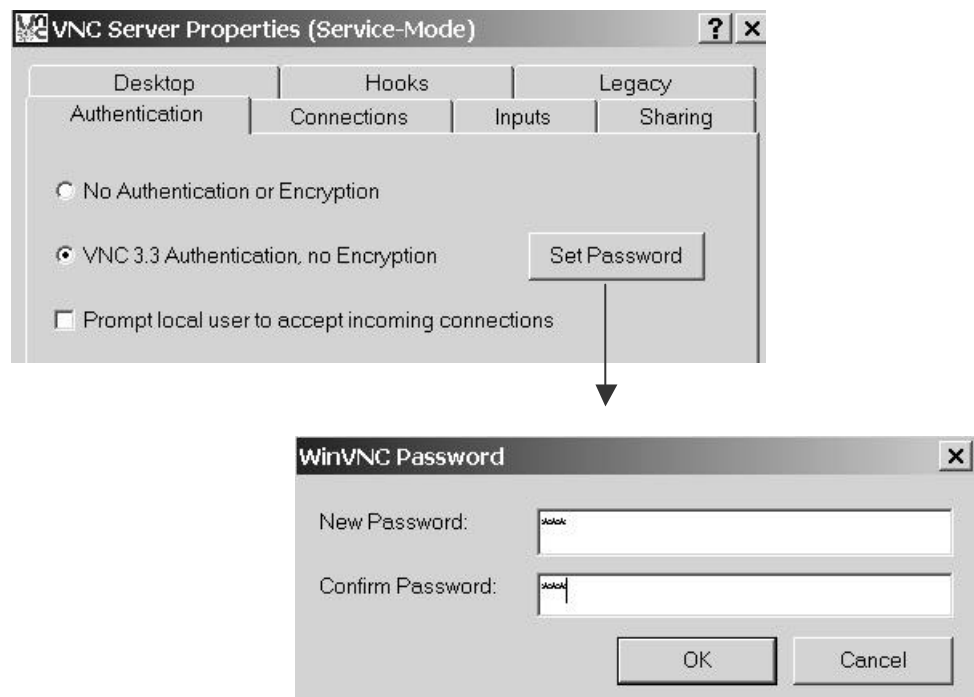 VNC Server Properties (Service-Mode)
Desktop Hooks Legacy
Authentication Connections Inputs Sharing
No Authentication or Encryption
VNC 3.3 Authentication, no Encryption Set Password
Prompt local user to accept incoming connections
WinVNC Password
New Password: ****
Confirm Password: ****
OK Cancel